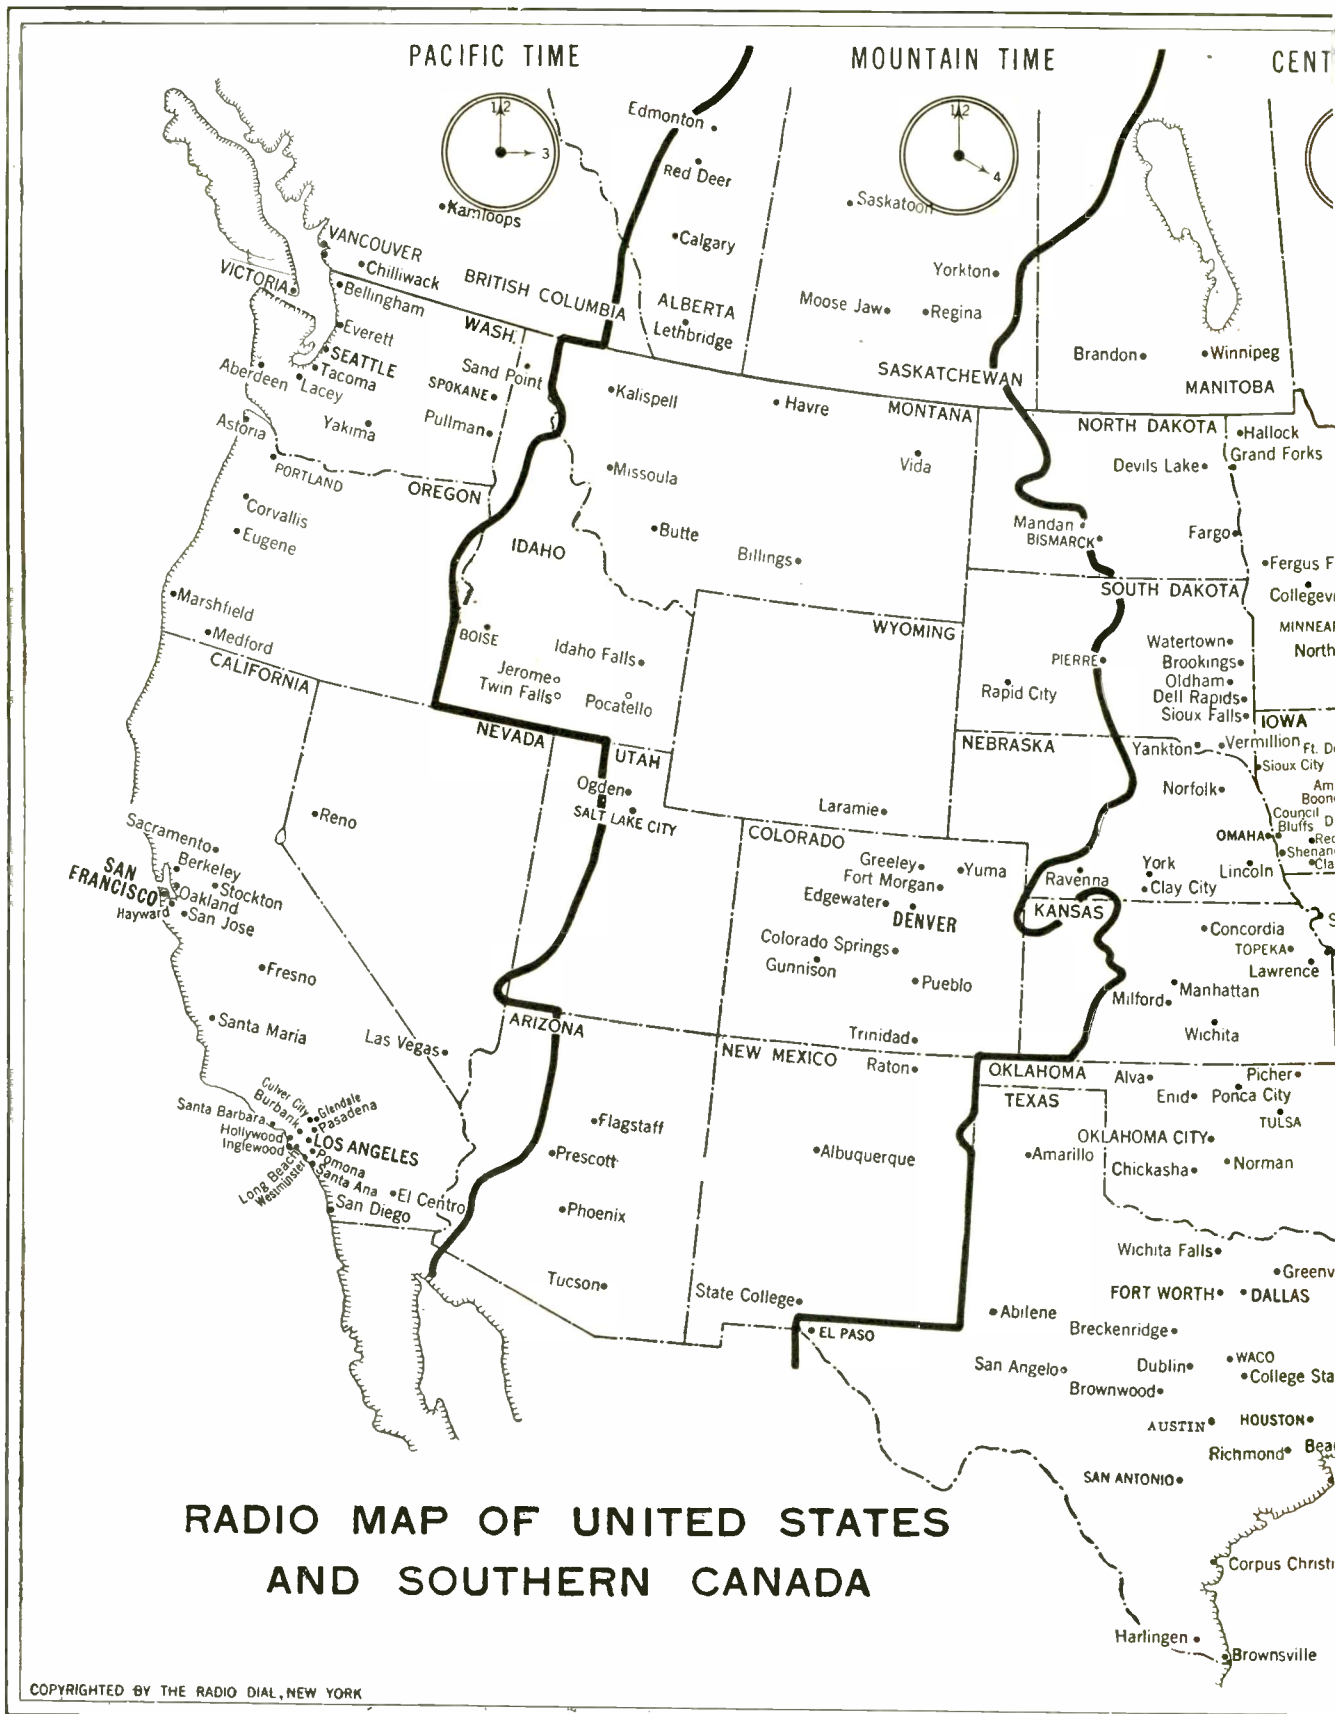 PACIFIC TIME
MOUNTAIN TIME
CENT
12
3
12
4
Edmonton
Red Deer
Kamloops
Saskatoon
Calgary
VANCOUVER
Chilliwack
VICTORIA
Bellingham
BRITISH COLUMBIA
ALBERTA
Lethbridge
Yorkton
Moose Jaw
Regina
Everett
WASH.
SEATTLE
Tacoma
Aberdeen
Lacey
Sand Point
SPOKANE
Kalispell
Havre
SASKATCHEWAN
MONTANA
Brandon
Winnipeg
MANITOBA
Astoria
Yakima
Pullman
NORTH DAKOTA
Hallock
Grand Forks
Devils Lake
PORTLAND
OREGON
Missoula
Vida
Corvallis
Eugene
Butte
Billings
IDAHO
Mandan
BISMARCK
Fargo
Fergus F
SOUTH DAKOTA
Collegev
Marshfield
Medford
CALIFORNIA
BOISE
Idaho Falls
Jerome
Twin Falls
Pocatello
WYOMING
MINNEAP
North
PIERRE
Rapid City
Watertown
Brookings
Oldham
Dell Rapids
Sioux Falls
IOWA
NEVADA
UTAH
NEBRASKA
Yankton
Vermillion
Ft. D
Sioux City
Ogden
SALT LAKE CITY
Norfolk
Am
Boon
Laramie
Reno
COLORADO
Council
Bluffs
D
OMAHA
Red
Shenan
Cla
Sacramento
Berkeley
SAN
FRANCISCO
Stockton
Oakland
Hayward
San Jose
Greeley
Yuma
Fort Morgan
Edgewater
DENVER
Ravenna
York
Clay City
Lincoln
KANSAS
Concordia
TOPEKA
Lawrence
Colorado Springs
Gunnison
Pueblo
Fresno
Milford
Manhattan
Wichita
Santa Maria
Las Vegas
ARIZONA
Trinidad
NEW MEXICO
Raton
OKLAHOMA
TEXAS
Alva
Picher
Enid
Ponca City
TULSA
Culver City
Burbank
Glendale
Pasadena
Santa Barbara
Hollywood
Inglewood
LOS ANGELES
Pomona
Long Beach
Westminster
Santa Ana
El Centro
San Diego
Flagstaff
Prescott
Phoenix
Tucson
Albuquerque
Amarillo
OKLAHOMA CITY
Chickasha
Norman
State College
EL PASO
Wichita Falls
Greenv
FORT WORTH
DALLAS
Abilene
Breckenridge
San Angelo
Dublin
WACO
College Sta
Brownwood
AUSTIN
HOUSTON
Richmond
Beau
SAN ANTONIO
Corpus Christi
Harlingen
Brownsville
RADIO MAP OF UNITED STATES
AND SOUTHERN CANADA
COPYRIGHTED BY THE RADIO DIAL, NEW YORK